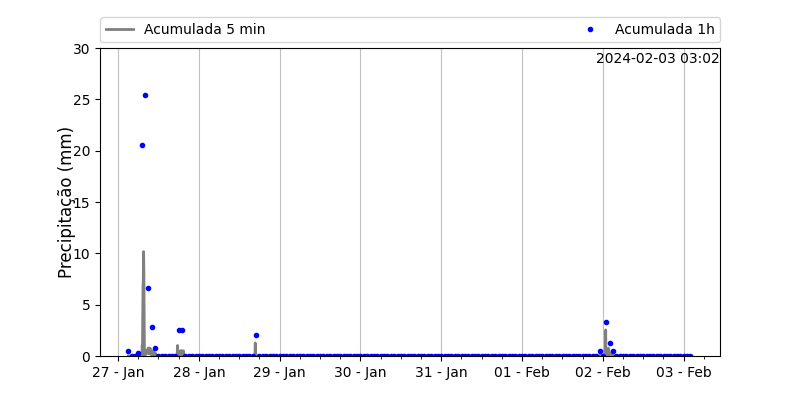 Acumulada 5 min
Acumulada 1h
2024-02-03 03:02
Precipitação (mm)
30
25
20
15
10
5
0
27 - Jan
28 - Jan
29 - Jan
30 - Jan
31 - Jan
01 - Feb
02 - Feb
03 - Feb